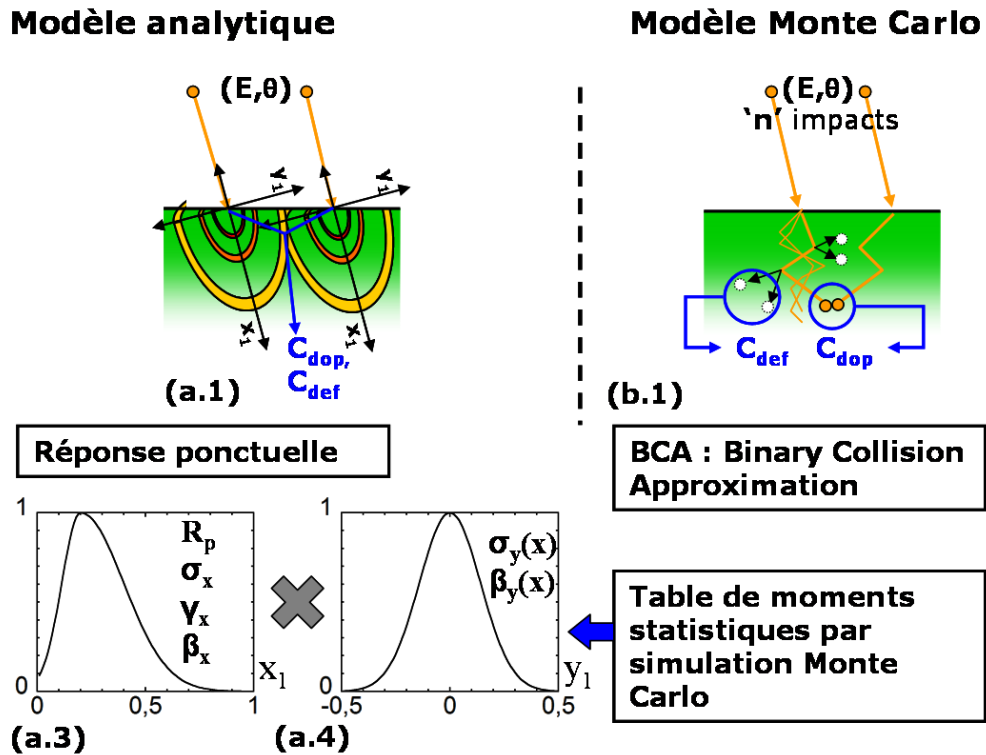 Modèle analytique
(E,θ)
y1
y1
x1
x1
Cdop,
Cdef
(a.1)
Réponse ponctuelle
1
0
0
0,5
1
Rp
σx
γx
βx
x1
(a.3)
1
0
-0,5
0
0,5
σy(x)
βy(x)
y1
(a.4)
Modèle Monte Carlo
(E,θ)
‘n’ impacts
Cdef
Cdop
(b.1)
BCA : Binary Collision
Approximation
Table de moments
statistiques par
simulation Monte
Carlo